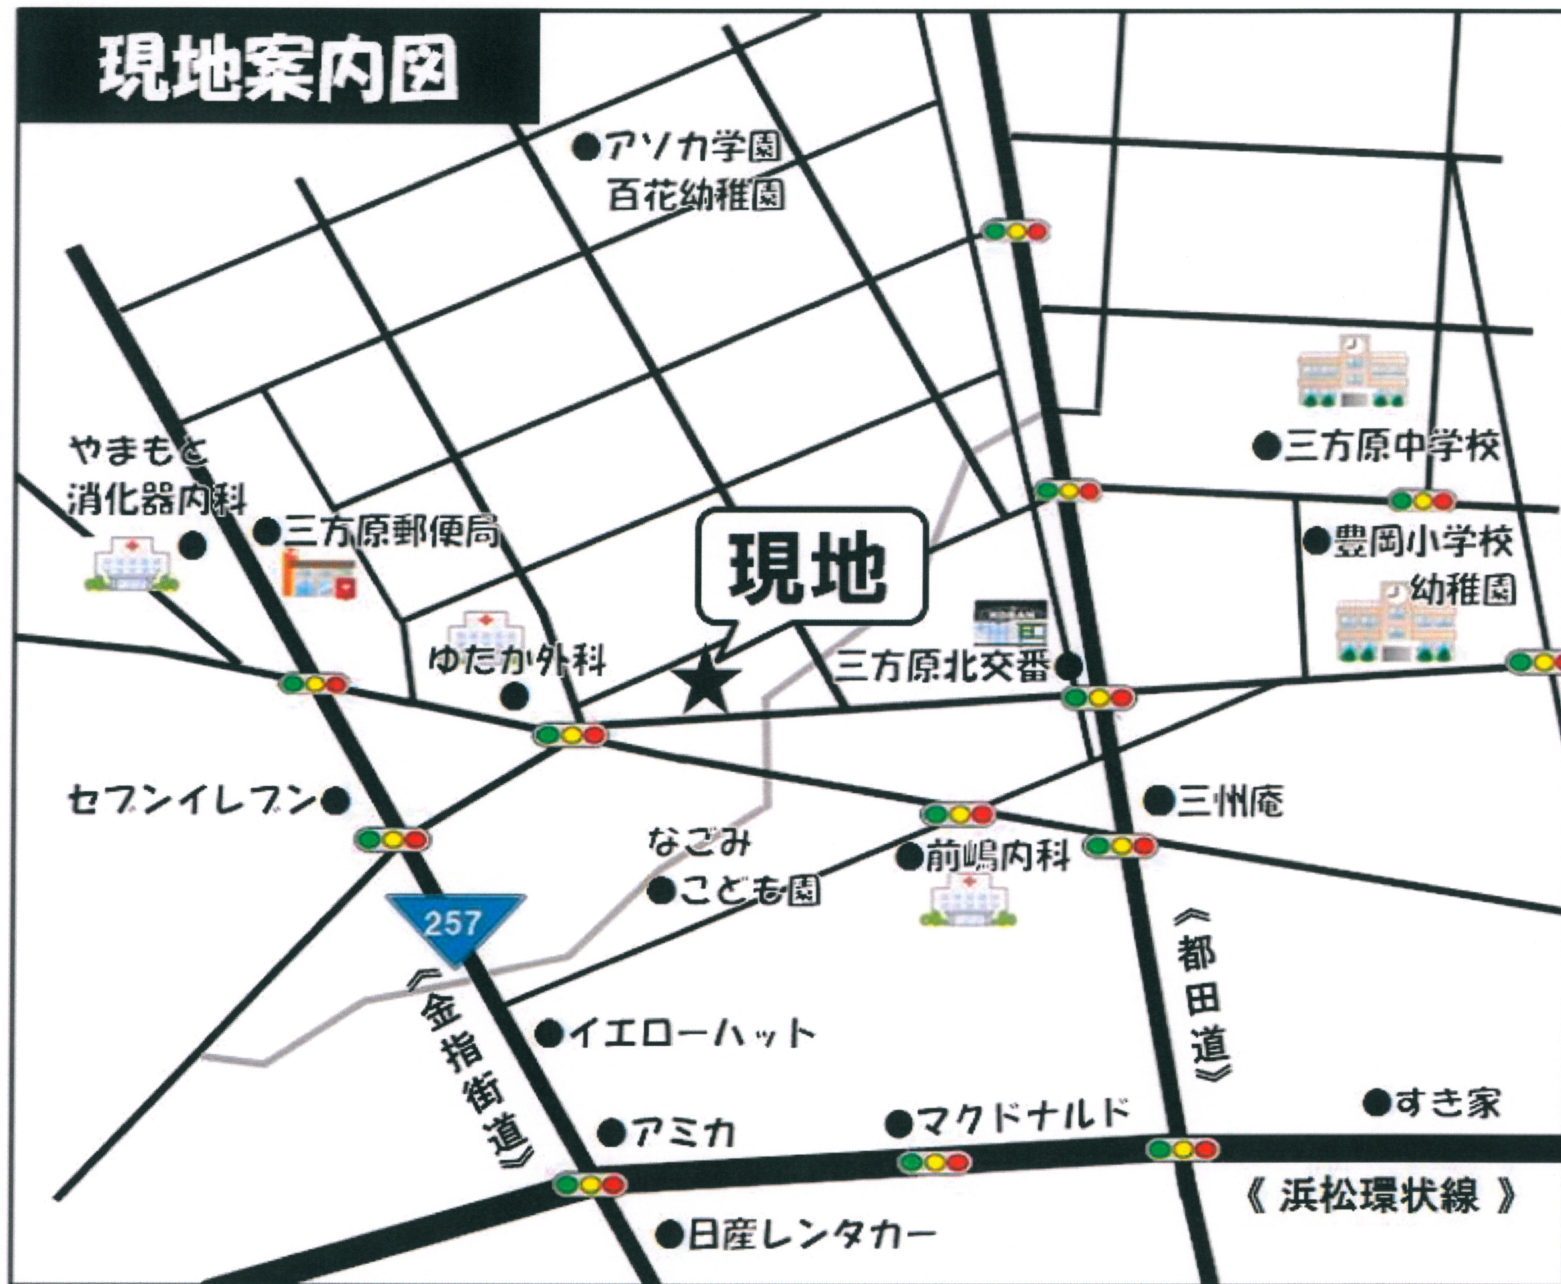 現地案内図
アソカ学園
百花幼稚園
やまもと
消化器内科
三方原郵便局
三方原中学校
豊岡小学校
幼稚園
現地
KOBAN
ゆたか外科
三方原北交番
セブンイレブン
三州庵
なごみ
こども園
前嶋内科
257
《金指街道》
《都田道》
イエローハット
アミカ
マクドナルド
すき家
《 浜松環状線 》
日産レンタカー